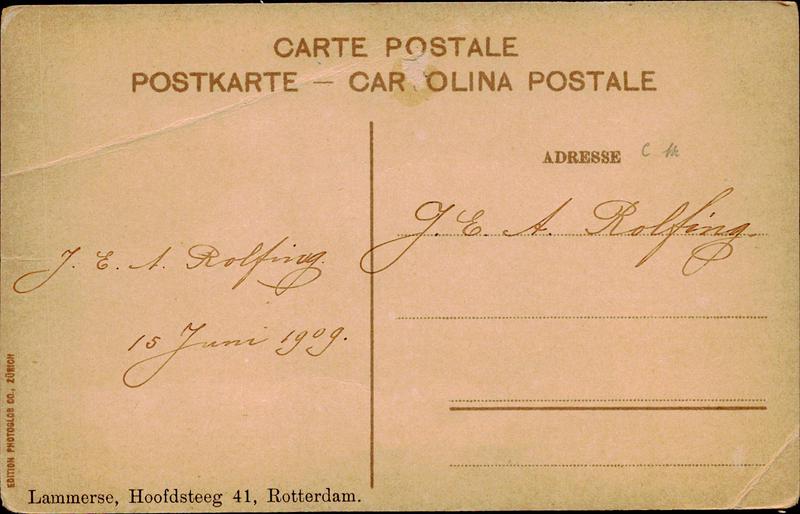 CARTE POSTALE
POSTKARTE — CARTOLINA POSTALE
ADRESSE
J. E. A. Rolfing.
J. E. A. Rolfing.
15 Juni 1909.
EDITION PHOTOGLOB CO., ZÜRICH
Lammerse, Hoofdsteeg 41, Rotterdam.